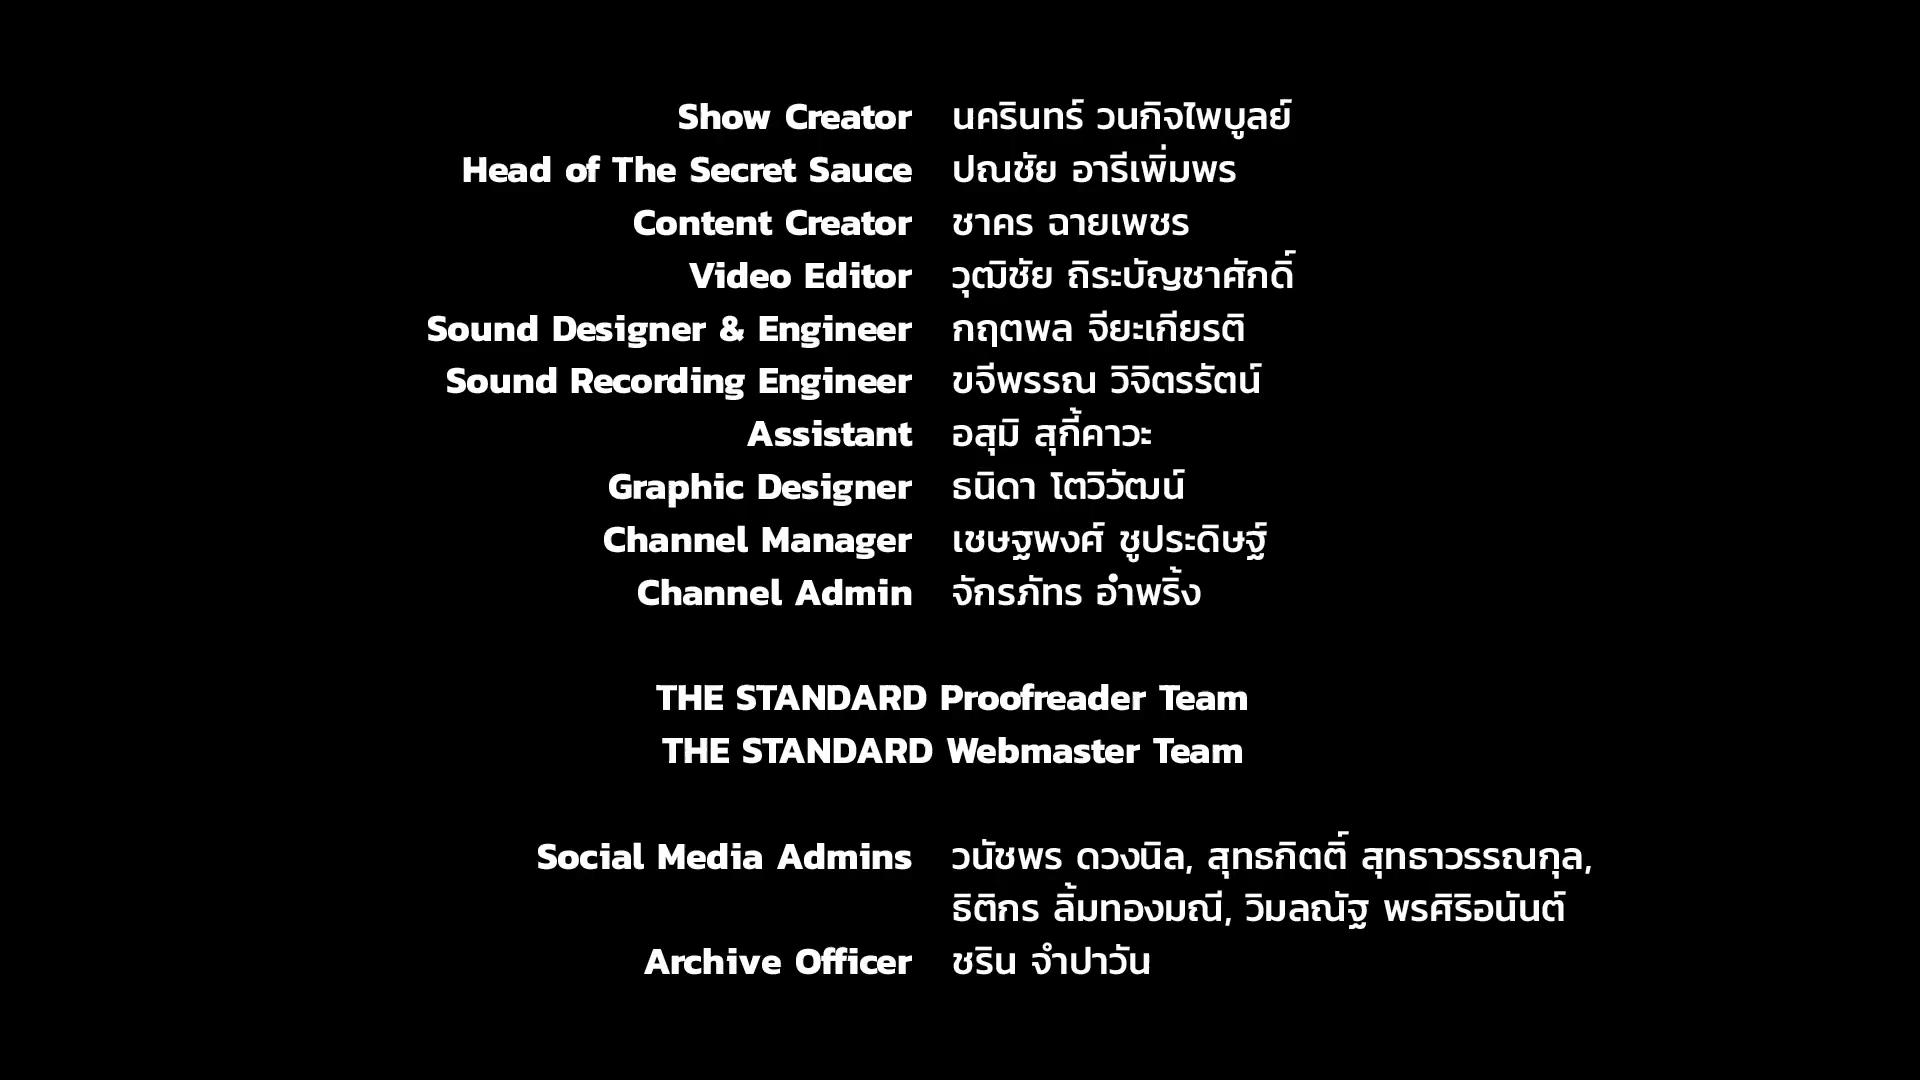 Show Creator นครินทร์ วนกิจไพบูลย์
Head of The Secret Sauce ปณชัย อารีเพิ่มพร
Content Creator ชาคร ฉายเพชร
Video Editor วุฒิชัย ถิระบัญชาศักดิ์
Sound Designer & Engineer กฤตพล จียะเกียรติ
Sound Recording Engineer ขจีพรรณ วิจิตรรัตน์
Assistant อสุมิ สุกี้คาวะ
Graphic Designer ธนิดา โตวิวัฒน์
Channel Manager เชษฐพงศ์ ชูประดิษฐ์
Channel Admin จักรภัทร อ่ำพริ้ง
THE STANDARD Proofreader Team
THE STANDARD Webmaster Team
Social Media Admins วนัชพร ดวงนิล, สุทธกิตติ์ สุทธาวรรณกุล,
ธิติกร ลิ้มทองมณี, วิมลณัฐ พรศิริอนันต์
Archive Officer ชริน จำปาวัน